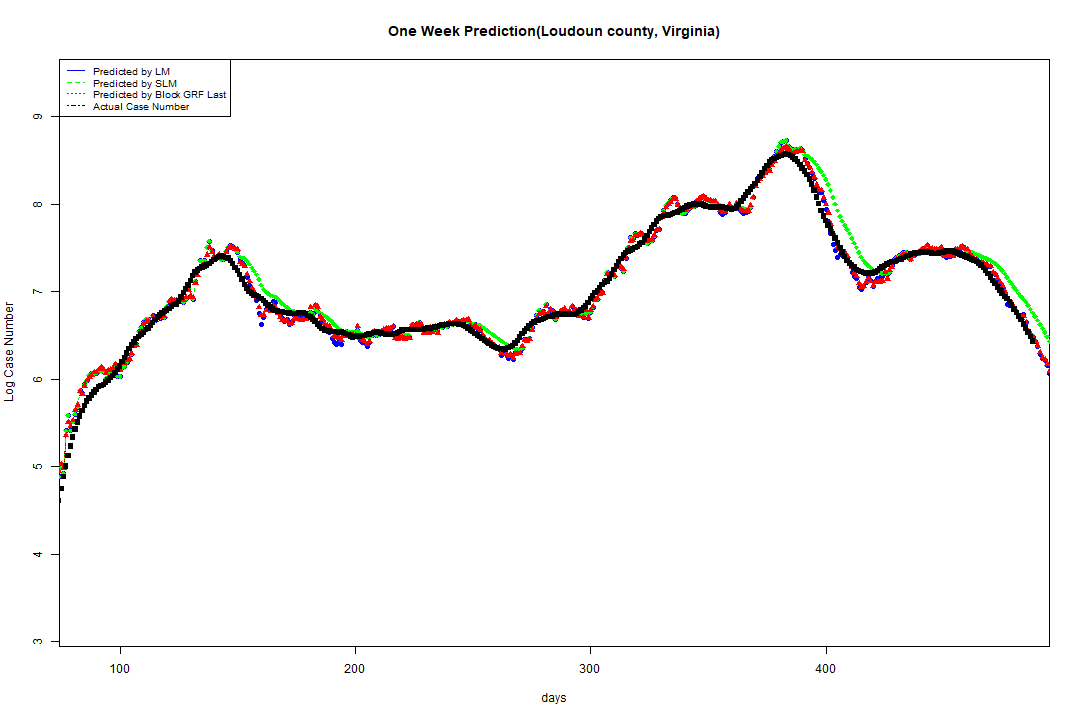 One Week Prediction(Loudoun county, Virginia)
Predicted by LM
Predicted by SLM
Predicted by Block GRF Last
Actual Case Number
9
8
7
6
5
4
3
Log Case Number
100 200 300 400
days